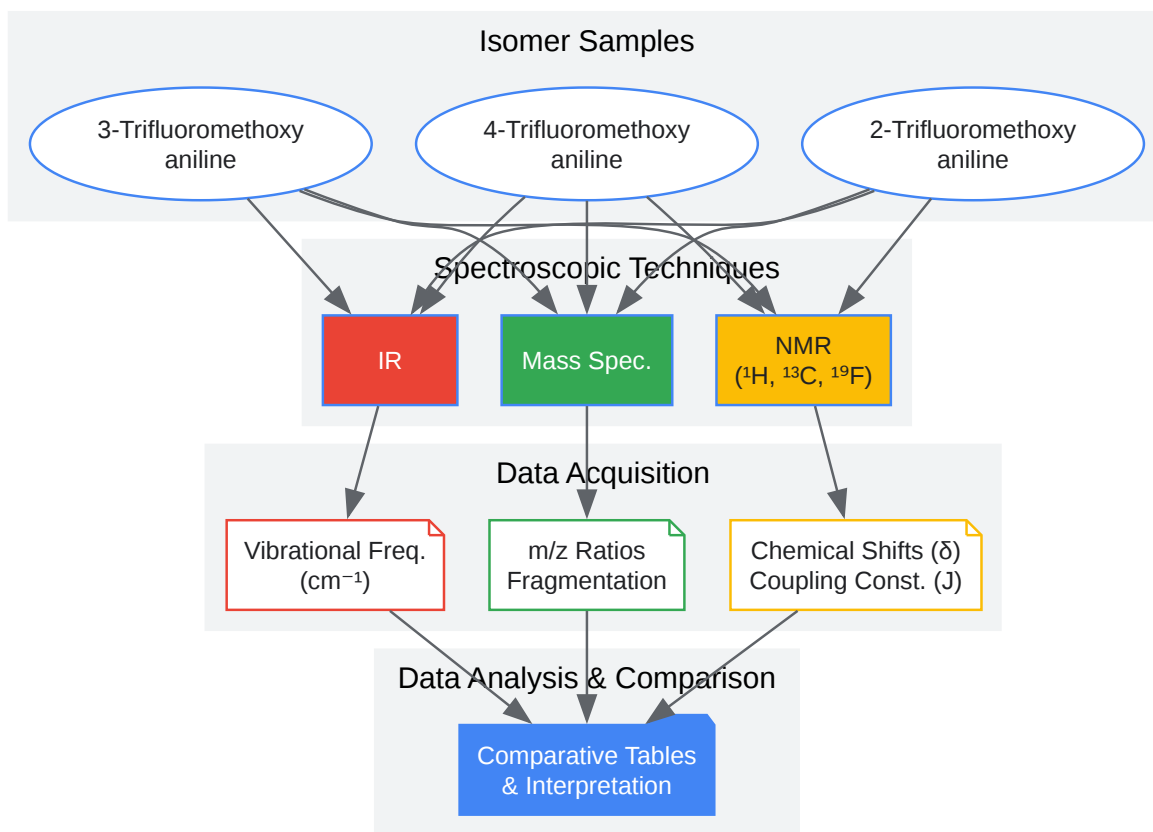 Isomer Samples
3-Trifluoromethoxy
aniline
4-Trifluoromethoxy
aniline
2-Trifluoromethoxy
aniline
Spectroscopic Techniques
IR
Mass Spec.
NMR
(¹H, ¹³C, ¹⁹F)
Data Acquisition
Vibrational Freq.
(cm⁻¹)
m/z Ratios
Fragmentation
Chemical Shifts (δ)
Coupling Const. (J)
Data Analysis & Comparison
Comparative Tables
& Interpretation